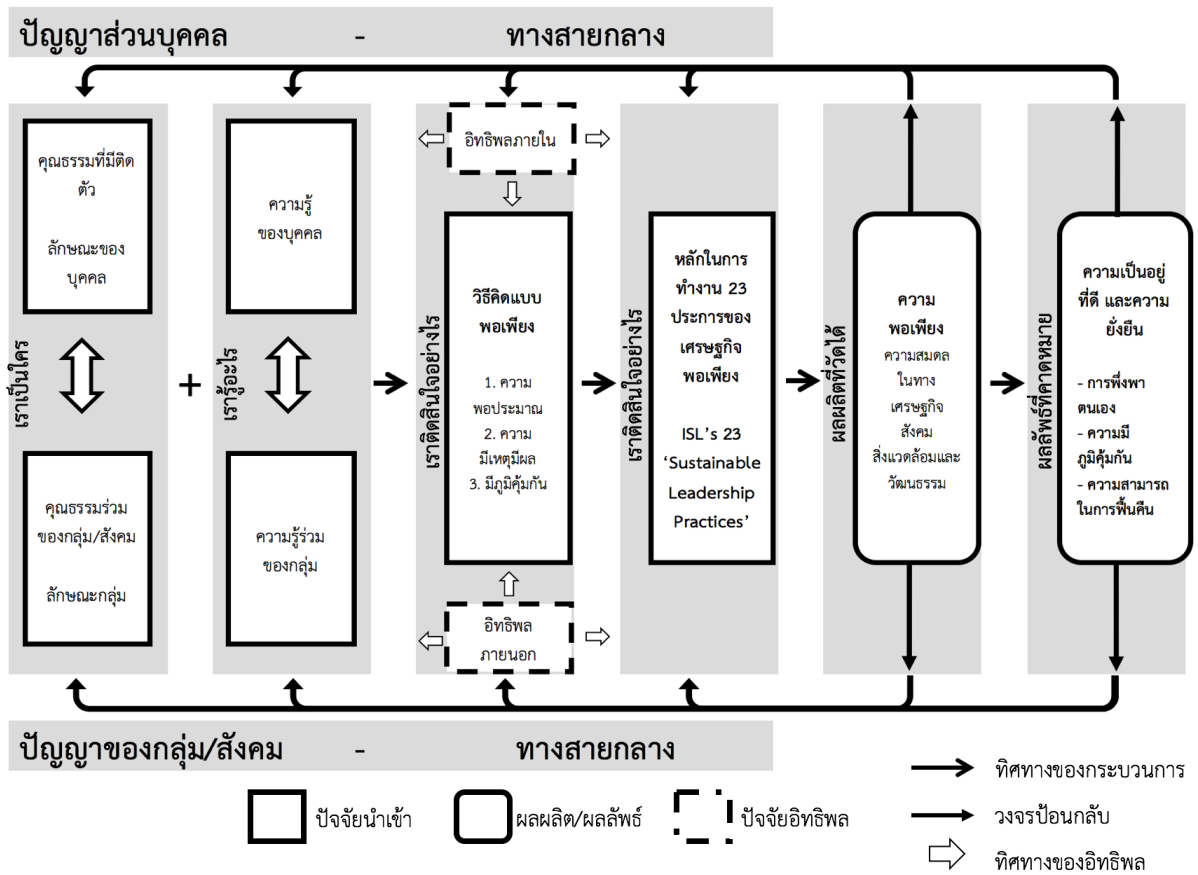 ปัญญาส่วนบุคคล - ทางสายกลาง
เราเป็นใคร
คุณธรรมที่มีติด
ตัว
ลักษณะของ
บุคคล
คุณธรรมร่วม
ของกลุ่ม/สังคม
ลักษณะกลุ่ม
+
เรารู้อะไร
ความรู้
ของบุคคล
ความรู้ร่วม
ของกลุ่ม
เราตัดสินใจอย่างไร
อิทธิพลภายใน
วิธีคิดแบบ
พอเพียง
1. ความ
พอประมาณ
2. ความ
มีเหตุมีผล
3. มีภูมิคุ้มกัน
อิทธิพล
ภายนอก
เราติดสินใจอย่างไร
หลักในการ
ทำงาน 23
ประการของ
เศรษฐกิจ
พอเพียง
ISL's 23
‘Sustainable
Leadership
Practices’
ผลผลิตที่วัดได้
ความ
พอเพียง
ความสมดล
ในทาง
เศรษฐกิจ
สังคม
สิ่งแวดล้อมและ
วัฒนธรรม
ผลลัพธ์ที่คาดหมาย
ความเป็นอยู่
ที่ดี และความ
ยั่งยืน
- การพึ่งพา
ตนเอง
- ความมี
ภูมิคุ้มกัน
- ความสามารถ
ในการฟื้นคืน
ปัญญาของกลุ่ม/สังคม - ทางสายกลาง
ปัจจัยนำเข้า
ผลผลิต/ผลลัพธ์
ปัจจัยอิทธิพล
ทิศทางของกระบวนการ
วงจรป้อนกลับ
ทิศทางของอิทธิพล